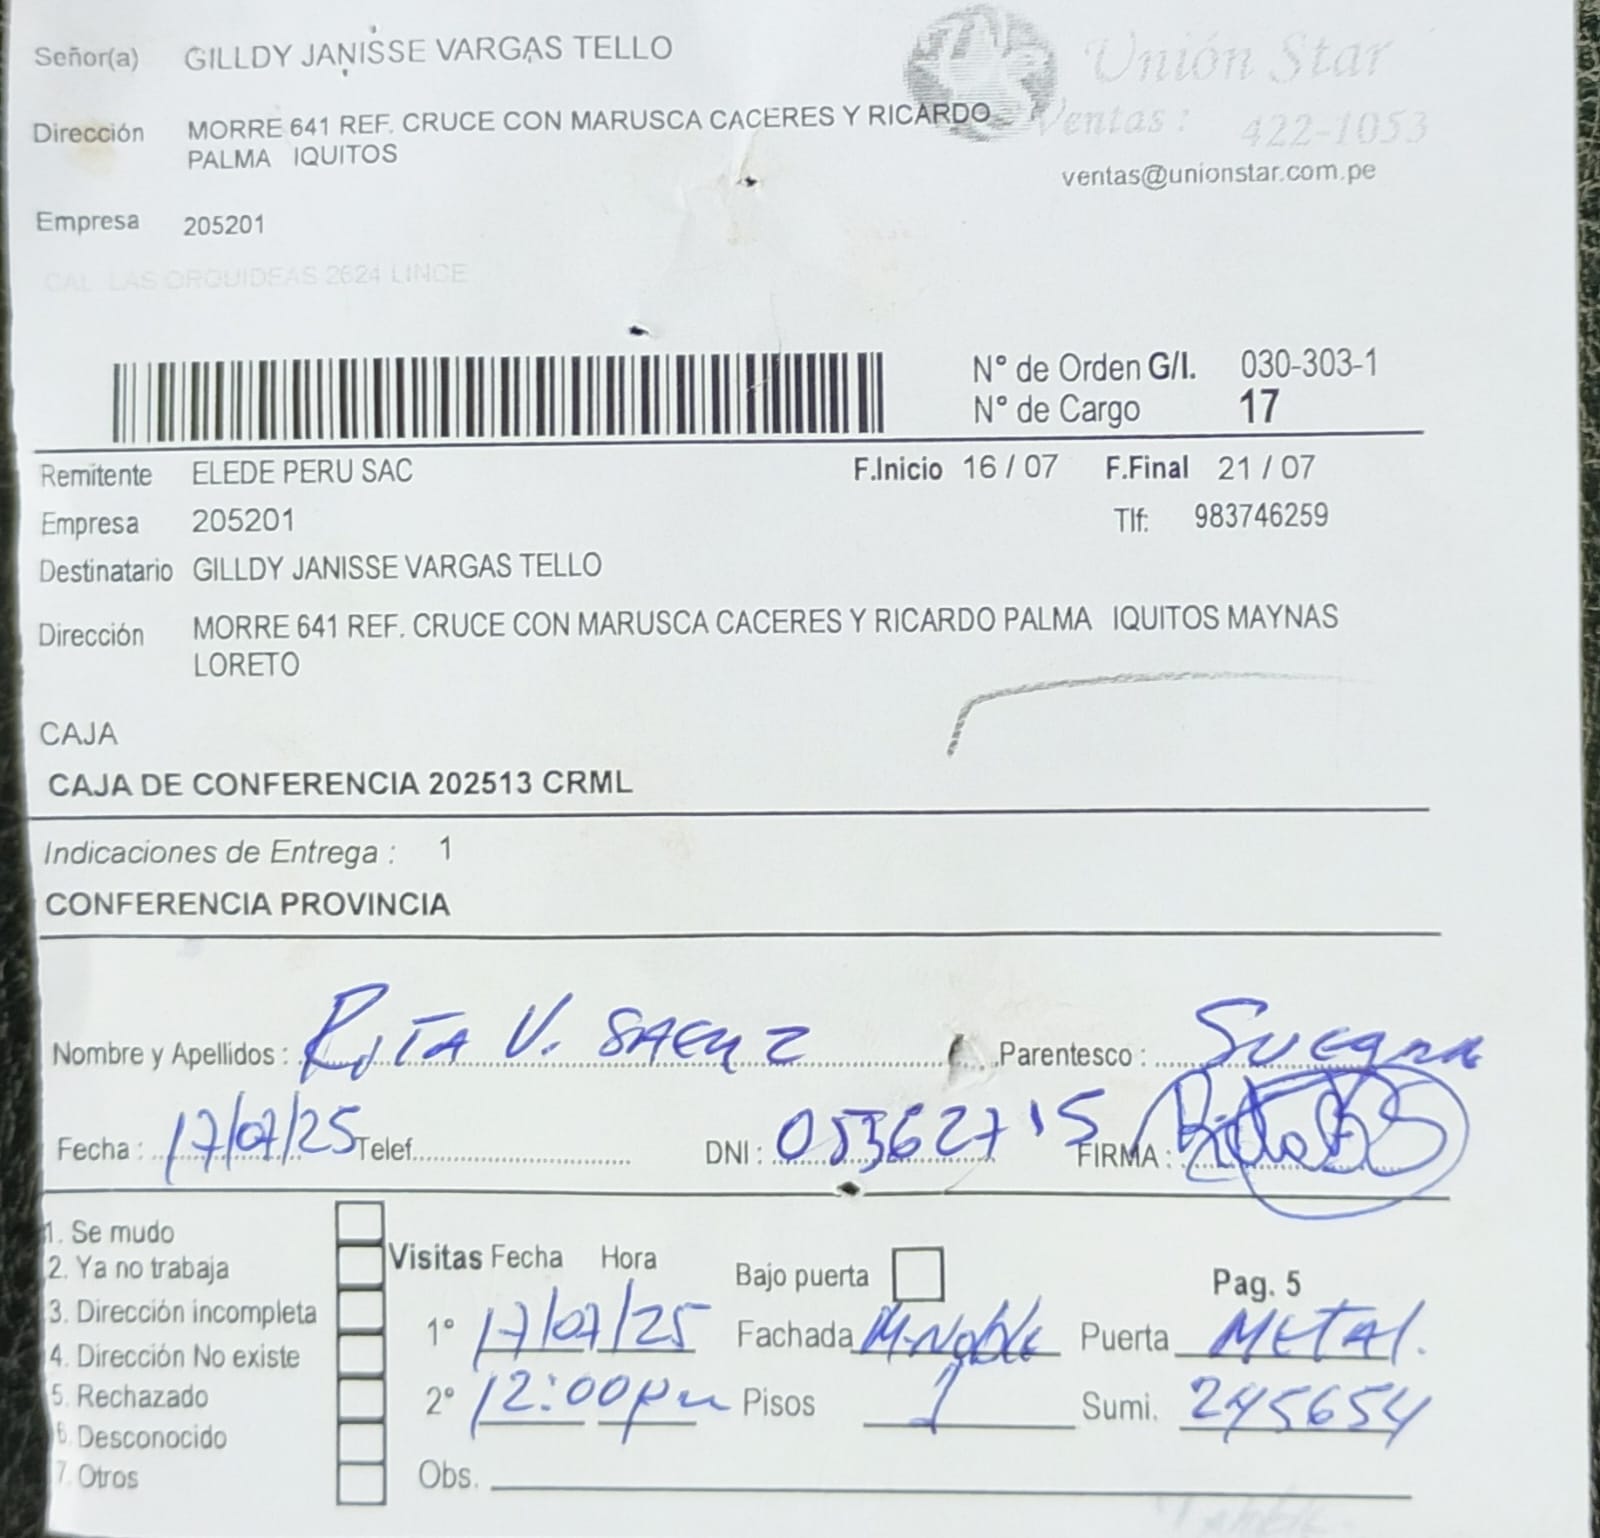 Señor(a) GILLDY JANISSE VARGAS TELLO
Unión Star
Dirección MORRE 641 REF. CRUCE CON MARUSCA CACERES Y RICARDO
PALMA IQUITOS
Ventas : 422-1053
ventas@unionstar.com.pe
Empresa 205201
CAL LAS ORQUIDEAS 2624 LINCE
N° de Orden G/I. 030-303-1
N° de Cargo 17
Remitente ELEDE PERU SAC F.Inicio 16 / 07 F.Final 21 / 07
Empresa 205201 Tlf: 983746259
Destinatario GILLDY JANISSE VARGAS TELLO
Dirección MORRE 641 REF. CRUCE CON MARUSCA CACERES Y RICARDO PALMA IQUITOS MAYNAS
LORETO
CAJA
CAJA DE CONFERENCIA 202513 CRML
Indicaciones de Entrega : 1
CONFERENCIA PROVINCIA
Nombre y Apellidos : RITA V. SAENZ Parentesco : Suegra
Fecha : 17/07/25 Telef. DNI : 05362715 FIRMA :
1. Se mudo
2. Ya no trabaja
3. Dirección incompleta
4. Dirección No existe
5. Rechazado
6. Desconocido
7. Otros
Visitas Fecha Hora Bajo puerta Pag. 5
1° 17/07/25 Fachada M.Noble Puerta METAL.
2° 12:00pm Pisos 1 Sumi. 245654
Obs.